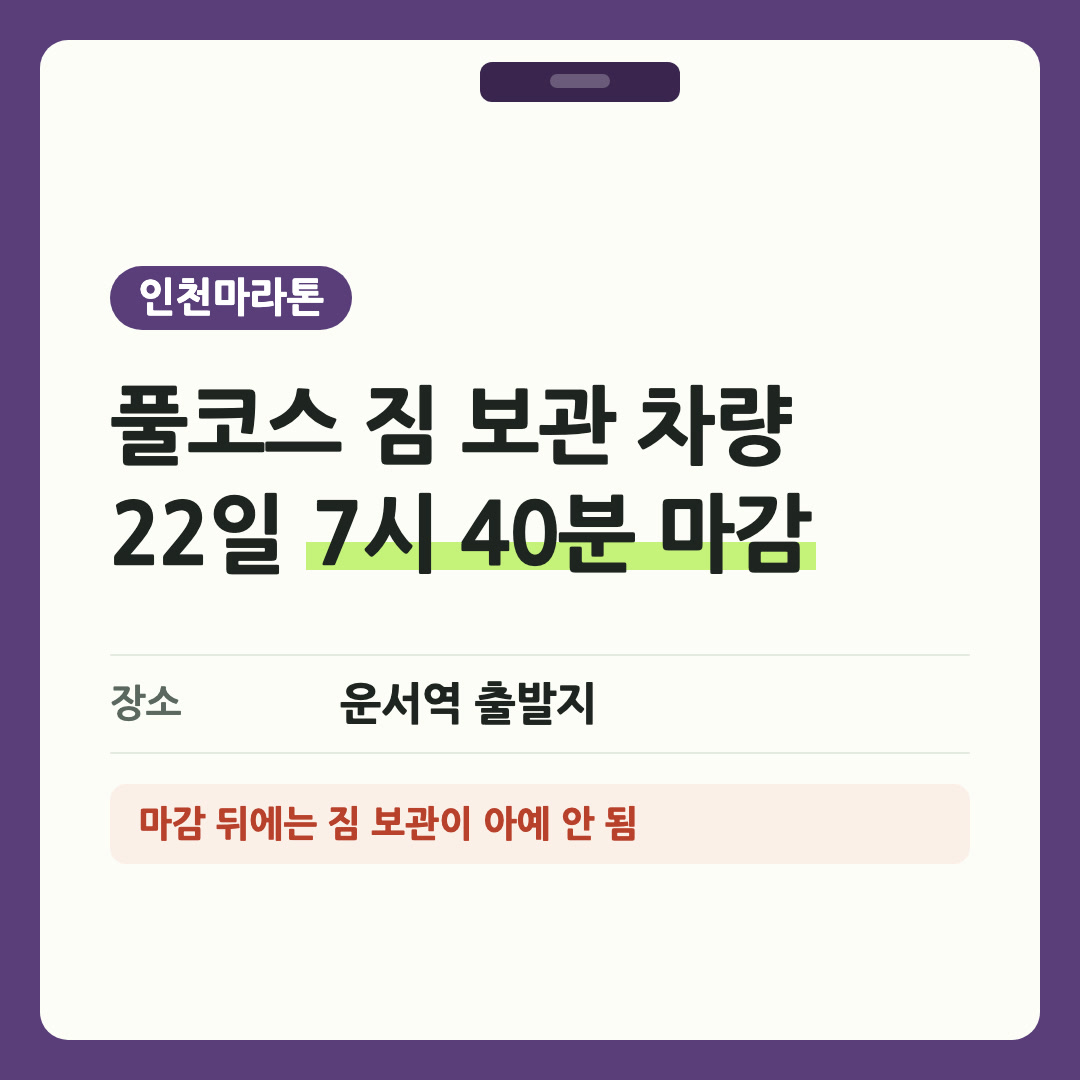 인천마라톤
풀코스 짐 보관 차량
22일 7시 40분 마감
장소 운서역 출발지
마감 뒤에는 짐 보관이 아예 안 됨